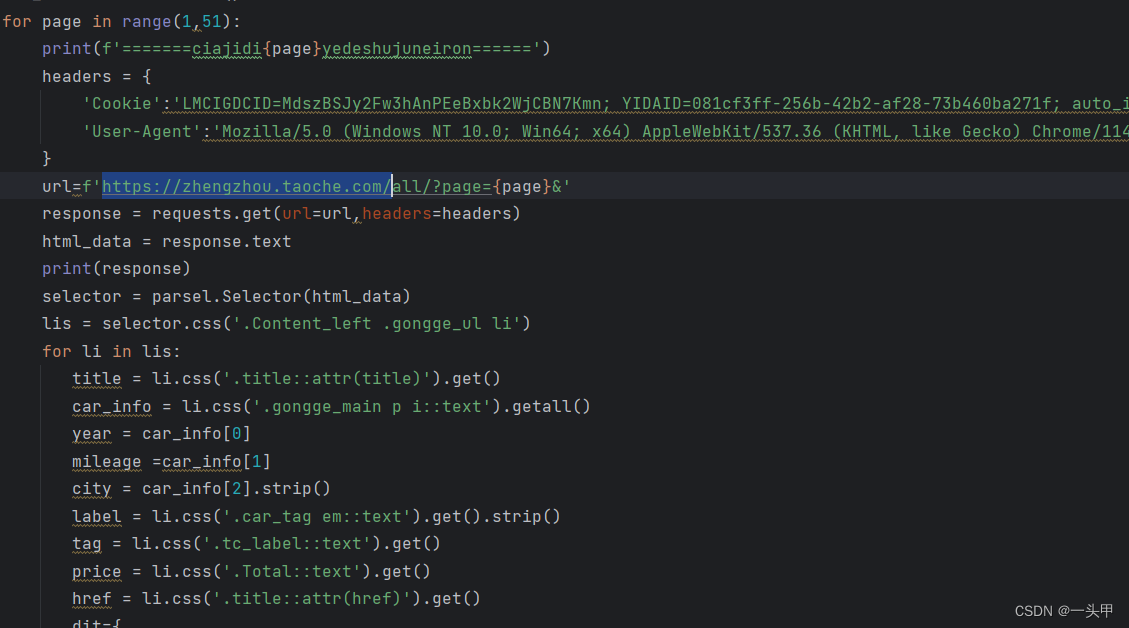 for page in range(1,51):
    print(f'=======ciajidi{page}yedeshujuneiron======')
    headers = {
        'Cookie':'LMCIGDCID=MdszBSJy2Fw3hAnPEeBxbk2WjCBN7Kmn; YIDAID=081cf3ff-256b-42b2-af28-73b460ba271f; auto_i
        'User-Agent':'Mozilla/5.0 (Windows NT 10.0; Win64; x64) AppleWebKit/537.36 (KHTML, like Gecko) Chrome/114
    }
    url=f'https://zhengzhou.taoche.com/all/?page={page}&'
    response = requests.get(url=url,headers=headers)
    html_data = response.text
    print(response)
    selector = parsel.Selector(html_data)
    lis = selector.css('.Content_left .gongge_ul li')
    for li in lis:
        title = li.css('.title::attr(title)').get()
        car_info = li.css('.gongge_main p i::text').getall()
        year = car_info[0]
        mileage =car_info[1]
        city = car_info[2].strip()
        label = li.css('.car_tag em::text').get().strip()
        tag = li.css('.tc_label::text').get()
        price = li.css('.Total::text').get()
        href = li.css('.title::attr(href)').get()
        dit={
CSDN @一头甲